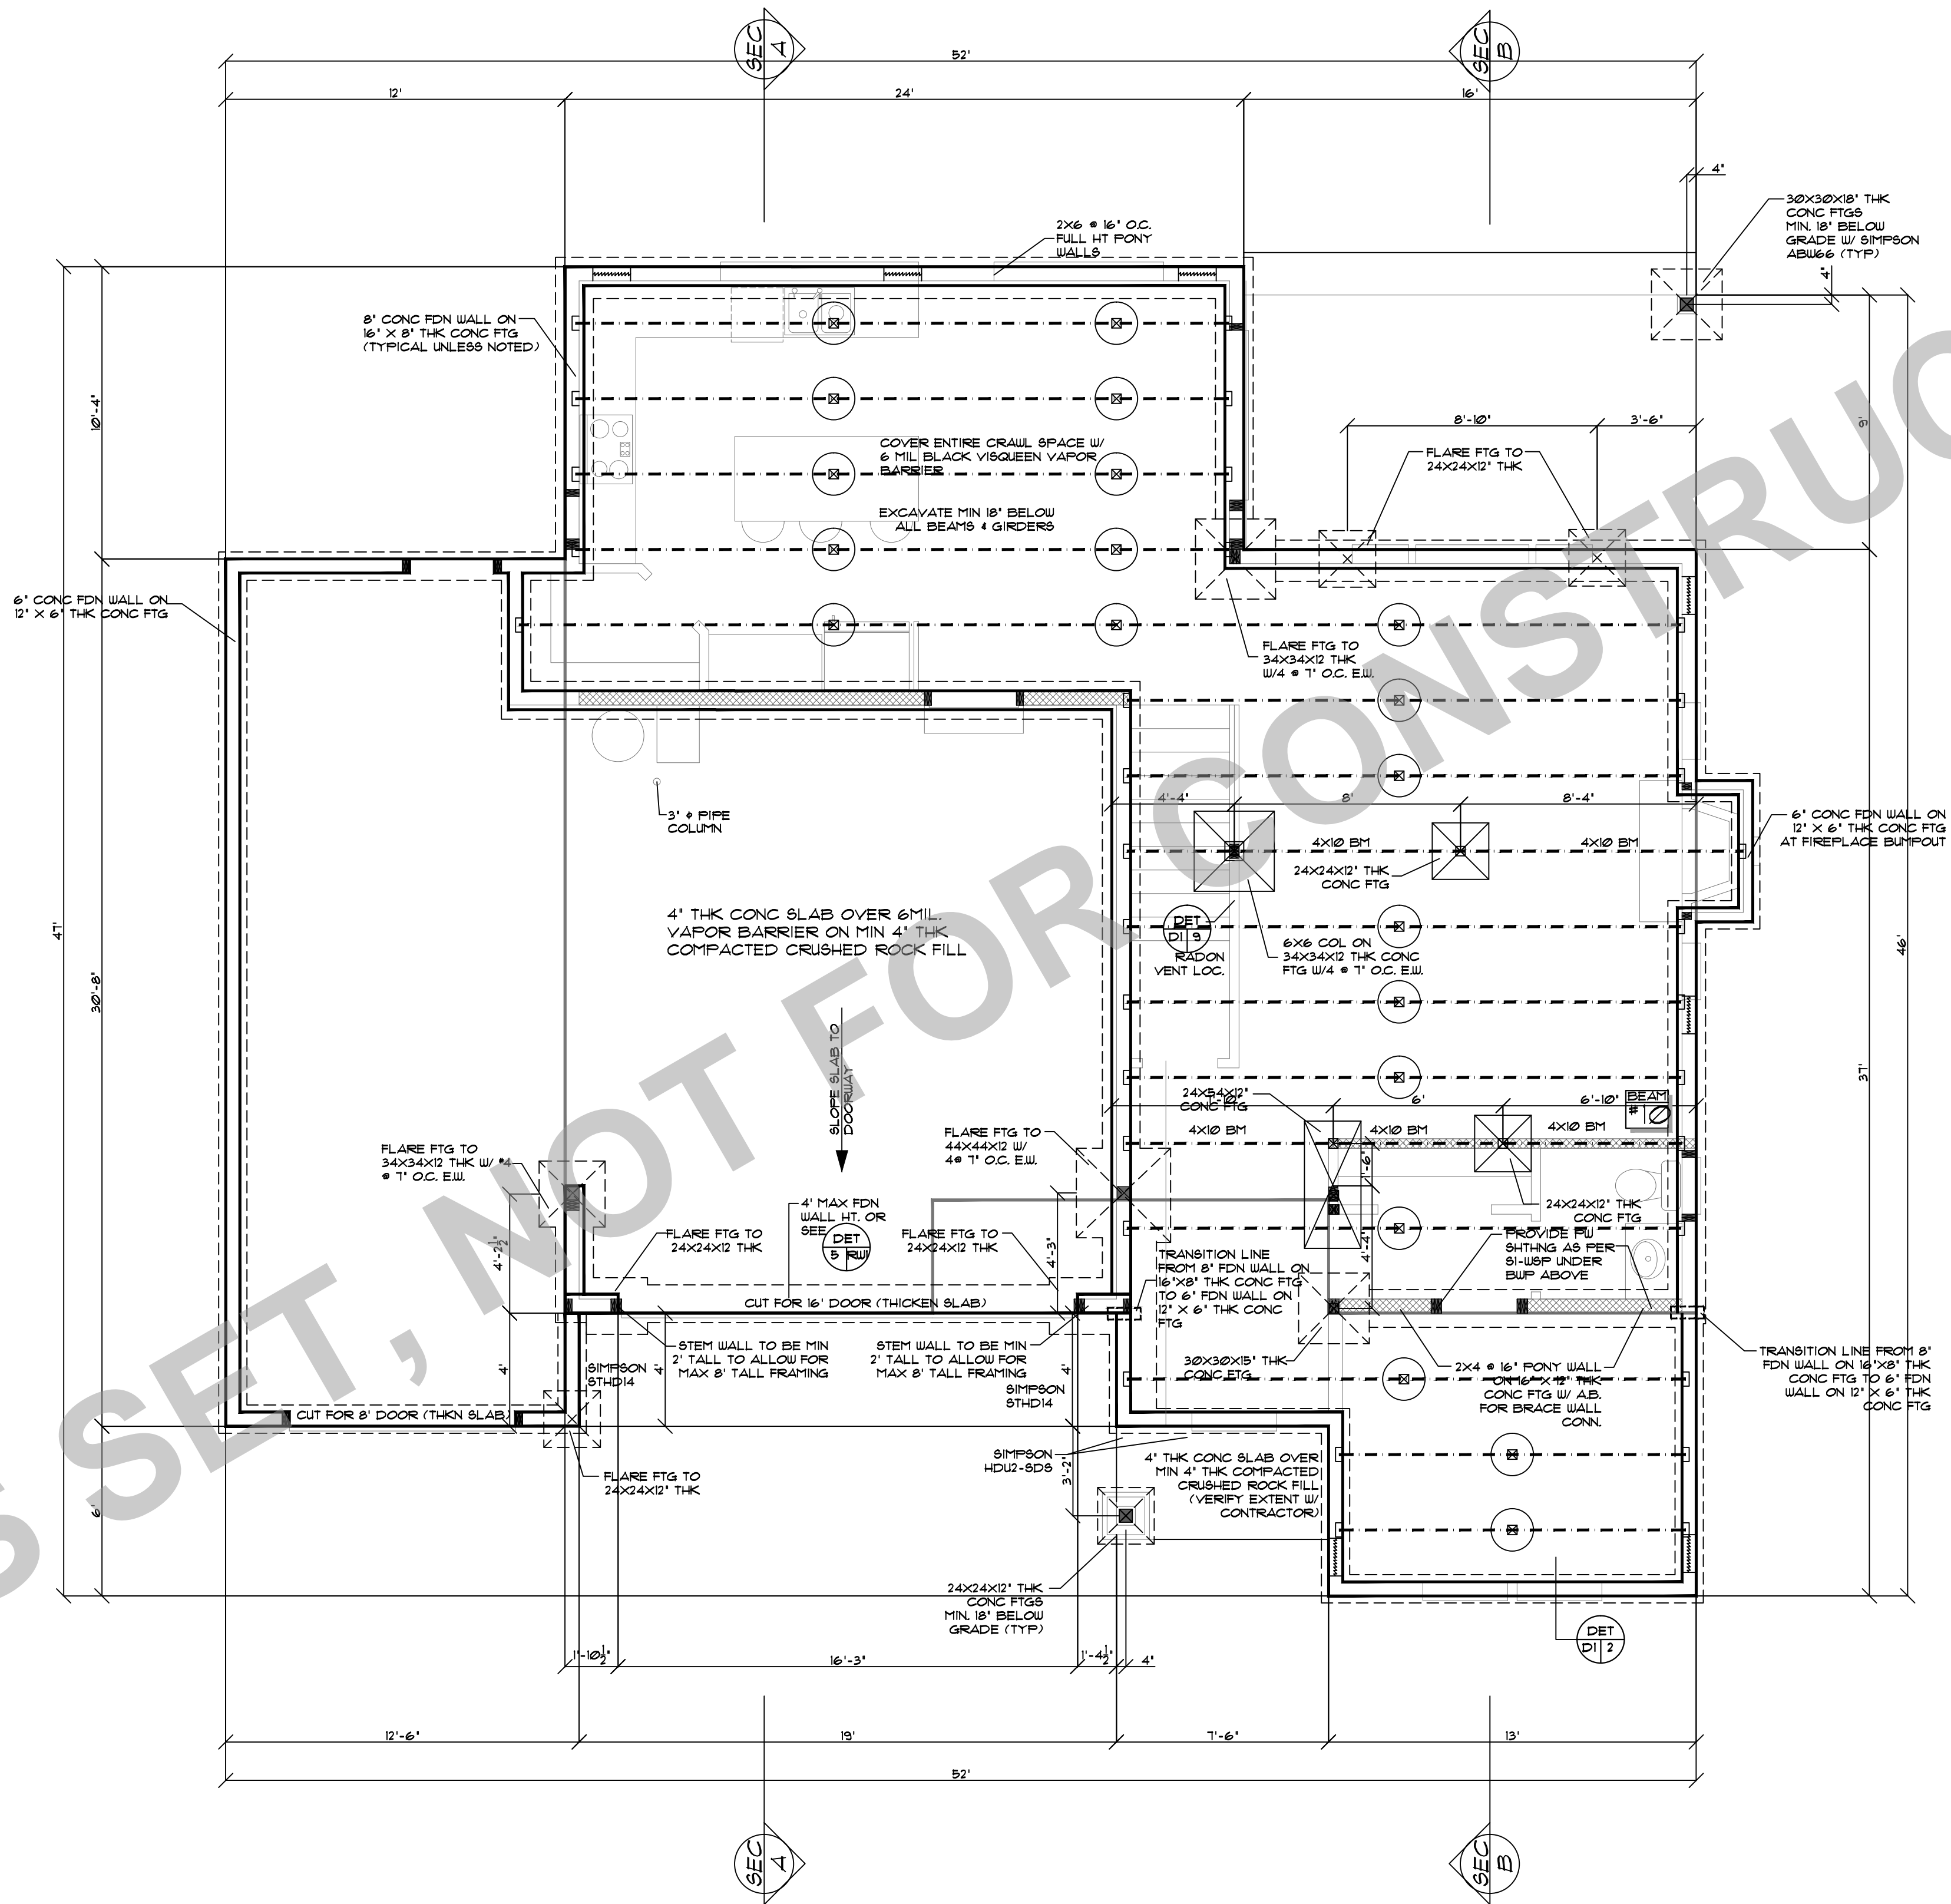 SEC
A
SEC
B
52'
12'
24'
16'
4"
30X30X18" THK
CONC FTGS
MIN. 18" BELOW
GRADE W/ SIMPSON
ABW66 (TYP)
4"
2X6 @ 16" O.C.
FULL HT PONY
WALLS
8" CONC FDN WALL ON
16" X 8" THK CONC FTG
(TYPICAL UNLESS NOTED)
10'-4"
8'-10"
3'-6"
9'
FLARE FTG TO
24X24X12" THK
COVER ENTIRE CRAWL SPACE W/
6 MIL BLACK VISQUEEN VAPOR
BARRIER
EXCAVATE MIN 18" BELOW
ALL BEAMS & GIRDERS
6" CONC FDN WALL ON
12" X 6" THK CONC FTG
FLARE FTG TO
34X34X12 THK
W/4 @ 7" O.C. E.W.
3" ϕ PIPE
COLUMN
4'-4"
8'
8'-4"
4X10 BM
4X10 BM
6" CONC FDN WALL ON
12" X 6" THK CONC FTG
AT FIREPLACE BUMPOUT
24X24X12" THK
CONC FTG
47'
30'-8"
46'
37'
4" THK CONC SLAB OVER 6MIL.
VAPOR BARRIER ON MIN 4" THK
COMPACTED CRUSHED ROCK FILL
DET
D1 9
RADON
VENT LOC.
6X6 COL ON
34X34X12 THK CONC
FTG W/4 @ 7" O.C. E.W.
SLOPE SLAB TO
DOORWAY
24X54X12"
CONC FTG
6'
6'-10"
BEAM
# 10
4X10 BM
4X10 BM
4X10 BM
FLARE FTG TO
34X34X12 THK W/ #4
@ 7" O.C. E.W.
FLARE FTG TO
44X44X12 W/
4@ 7" O.C. E.W.
4' MAX FDN
WALL HT. OR
SEE
DET
5 RW1
4'-2½"
4'-3"
4'-4"
24X24X12" THK
CONC FTG
FLARE FTG TO
24X24X12 THK
FLARE FTG TO
24X24X12 THK
TRANSITION LINE
FROM 8" FDN WALL ON
16"X8" THK CONC FTG
TO 6" FDN WALL ON
12" X 6" THK CONC
FTG
PROVIDE PW
SHTHNG AS PER
S1-WSP UNDER
BWP ABOVE
CUT FOR 16' DOOR (THICKEN SLAB)
STEM WALL TO BE MIN
2' TALL TO ALLOW FOR
MAX 8' TALL FRAMING
STEM WALL TO BE MIN
2' TALL TO ALLOW FOR
MAX 8' TALL FRAMING
4'
4'
4'
SIMPSON
STHD14
SIMPSON
STHD14
30X30X15" THK
CONC FTG
2X4 @ 16" PONY WALL
ON 16" X 12" THK
CONC FTG W/ A.B.
FOR BRACE WALL
CONN.
TRANSITION LINE FROM 8"
FDN WALL ON 16"X8" THK
CONC FTG TO 6" FDN
WALL ON 12" X 6" THK
CONC FTG
CUT FOR 8' DOOR (THKN SLAB)
FLARE FTG TO
24X24X12" THK
6'
SIMPSON
HDU2-SDS
3'-2"
4" THK CONC SLAB OVER
MIN 4" THK COMPACTED
CRUSHED ROCK FILL
(VERIFY EXTENT W/
CONTRACTOR)
24X24X12" THK
CONC FTGS
MIN. 18" BELOW
GRADE (TYP)
DET
D1 2
1'-10½"
16'-3"
1'-4½"
4"
12'-6"
19'
7'-6"
13'
52'
SEC
A
SEC
B
SET, NOT FOR CONSTRUC